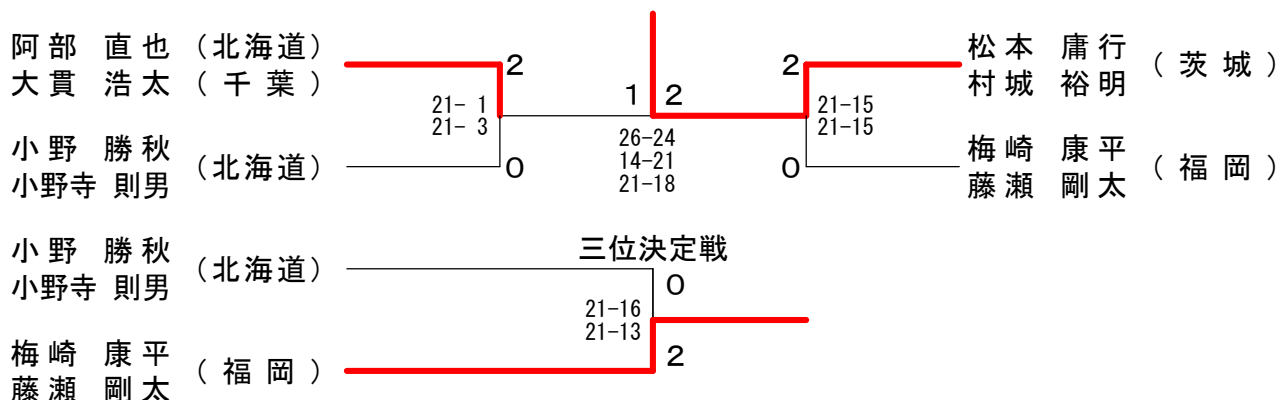 阿部 直也 (北海道)
大貫 浩太 (千葉)
2
21- 1
21- 3
小野 勝秋
小野寺 則男
(北海道)
0
1 2
26-24
14-21
21-18
2
松本 庸行
村城 裕明
(茨城)
21-15
21-15
0
梅崎 康平
藤瀬 剛太
(福岡)
三位決定戦
小野 勝秋
小野寺 則男
(北海道)
0
21-16
21-13
梅崎 康平
藤瀬 剛太
(福岡)
2